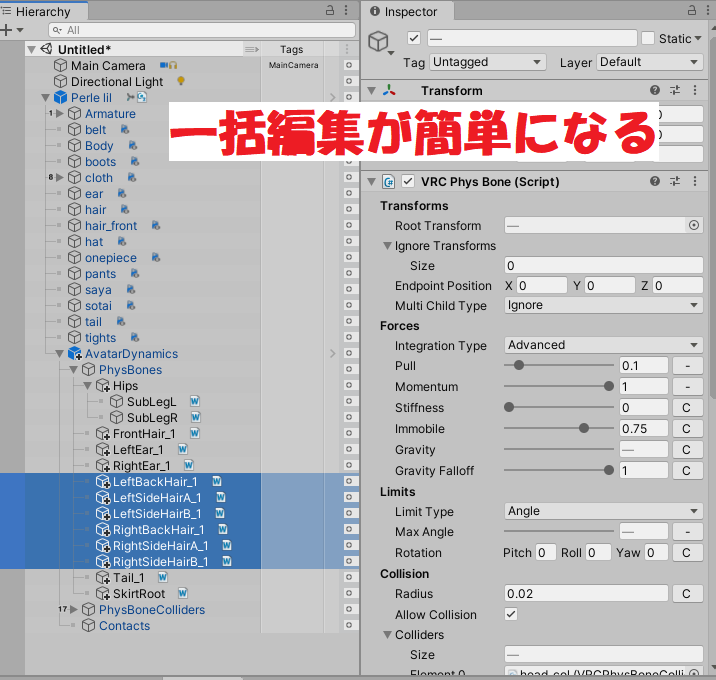 Hierarchy
+
All
Untitled*
Tags
Main Camera
MainCamera
Directional Light
Perle lil
1 Armature
belt
Body
boots
8 cloth
ear
hair
hair_front
hat
onepiece
pants
saya
sotai
tail
tights
AvatarDynamics
PhysBones
Hips
SubLegL W
SubLegR W
FrontHair_1 W
LeftEar_1 W
RightEar_1 W
LeftBackHair_1 W
LeftSideHairA_1 W
LeftSideHairB_1 W
RightBackHair_1 W
RightSideHairA_1 W
RightSideHairB_1 W
Tail_1 W
SkirtRoot W
17 PhysBoneColliders
Contacts
一括編集が簡単になる
Inspector
—
Static
Tag Untagged Layer Default
Transform
0
0
VRC Phys Bone (Script)
Transforms
Root Transform —
Ignore Transforms
Size 0
Endpoint Position X 0 Y 0 Z 0
Multi Child Type Ignore
Forces
Integration Type Advanced
Pull 0.1 -
Momentum 1 -
Stiffness 0 C
Immobile 0.75 C
Gravity — C
Gravity Falloff 1 C
Limits
Limit Type Angle
Max Angle — -
Rotation Pitch 0 Roll 0 Yaw 0 C
Collision
Radius 0.02 C
Allow Collision
Colliders
Size —
Element 0 head_col (VRCPhysBoneColli